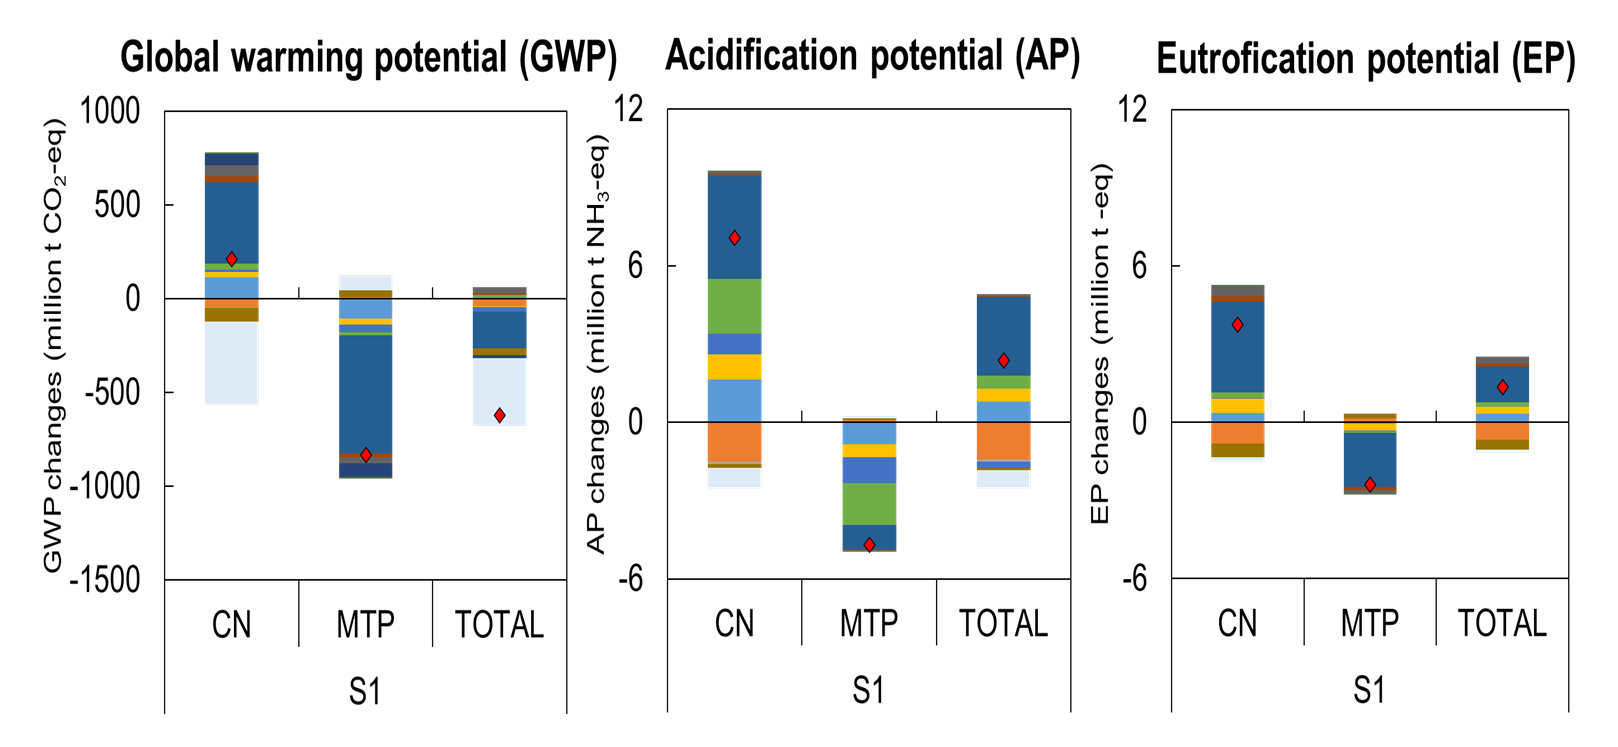 Global warming potential (GWP)
GWP changes (million t CO₂-eq)
1000
500
0
-500
-1000
-1500
CN MTP TOTAL
S1
Acidification potential (AP)
AP changes (million t NH₃-eq)
12
6
0
-6
CN MTP TOTAL
S1
Eutrofication potential (EP)
EP changes (million t -eq)
12
6
0
-6
CN MTP TOTAL
S1